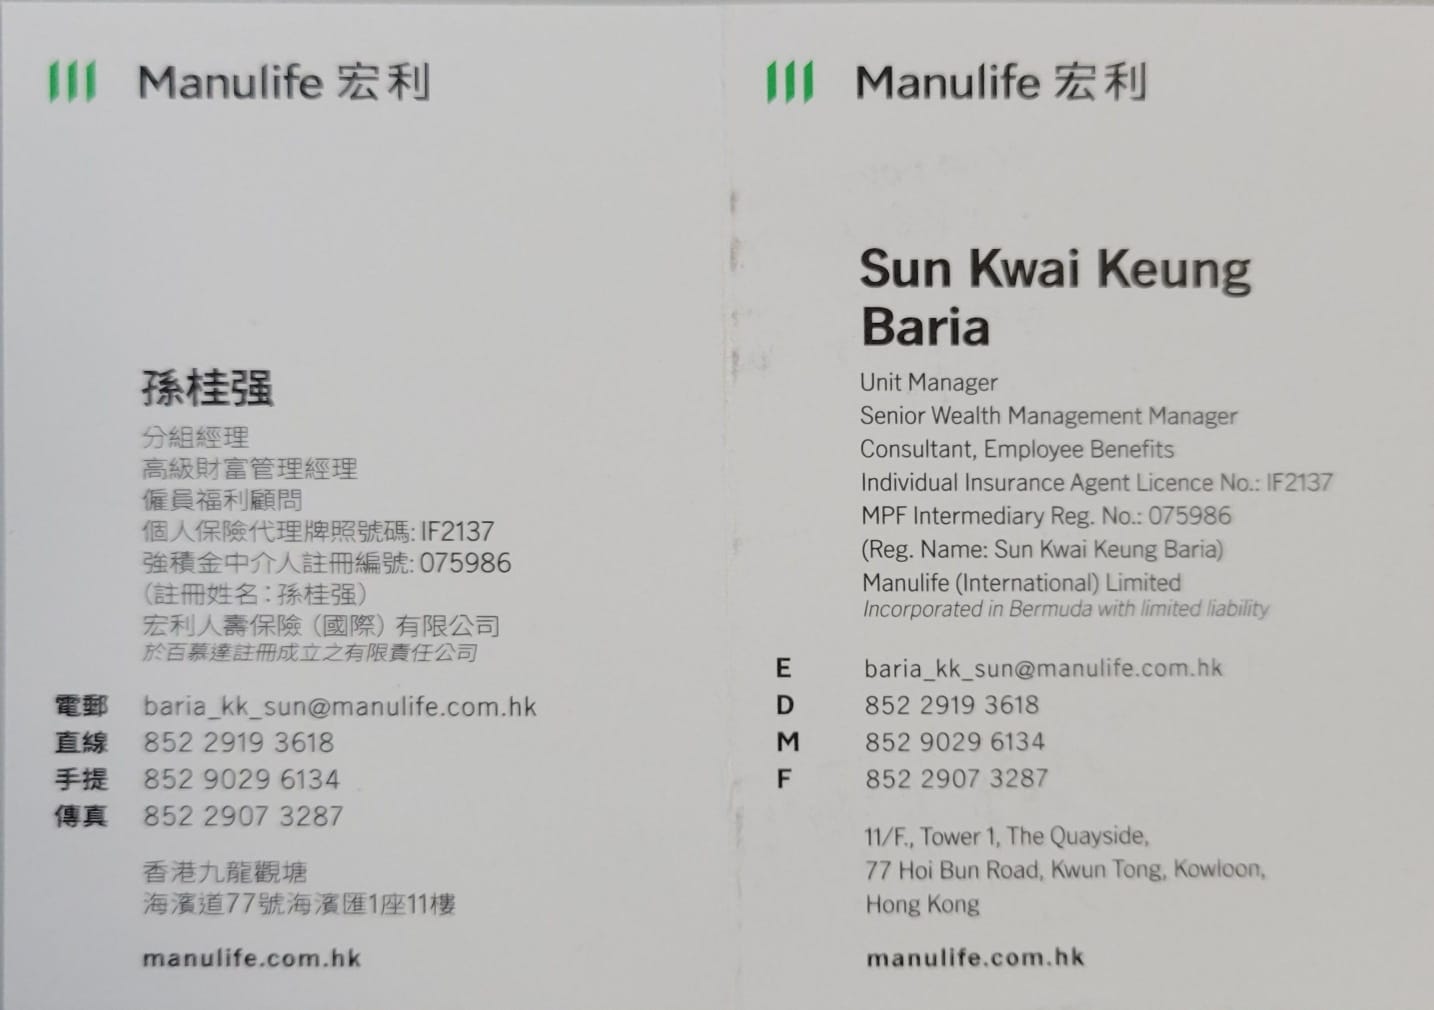 Manulife 宏利
孫桂强
分組經理
高級財富管理經理
僱員福利顧問
個人保險代理牌照號碼: IF2137
強積金中介人註冊編號: 075986
（註冊姓名：孫桂强）
宏利人壽保險（國際）有限公司
於百慕達註冊成立之有限責任公司
電郵 baria_kk_sun@manulife.com.hk
直線 852 2919 3618
手提 852 9029 6134
傳真 852 2907 3287
香港九龍觀塘
海濱道77號海濱匯1座11樓
manulife.com.hk
Manulife 宏利
Sun Kwai Keung
Baria
Unit Manager
Senior Wealth Management Manager
Consultant, Employee Benefits
Individual Insurance Agent Licence No.: IF2137
MPF Intermediary Reg. No.: 075986
(Reg. Name: Sun Kwai Keung Baria)
Manulife (International) Limited
Incorporated in Bermuda with limited liability
E baria_kk_sun@manulife.com.hk
D 852 2919 3618
M 852 9029 6134
F 852 2907 3287
11/F., Tower 1, The Quayside,
77 Hoi Bun Road, Kwun Tong, Kowloon,
Hong Kong
manulife.com.hk